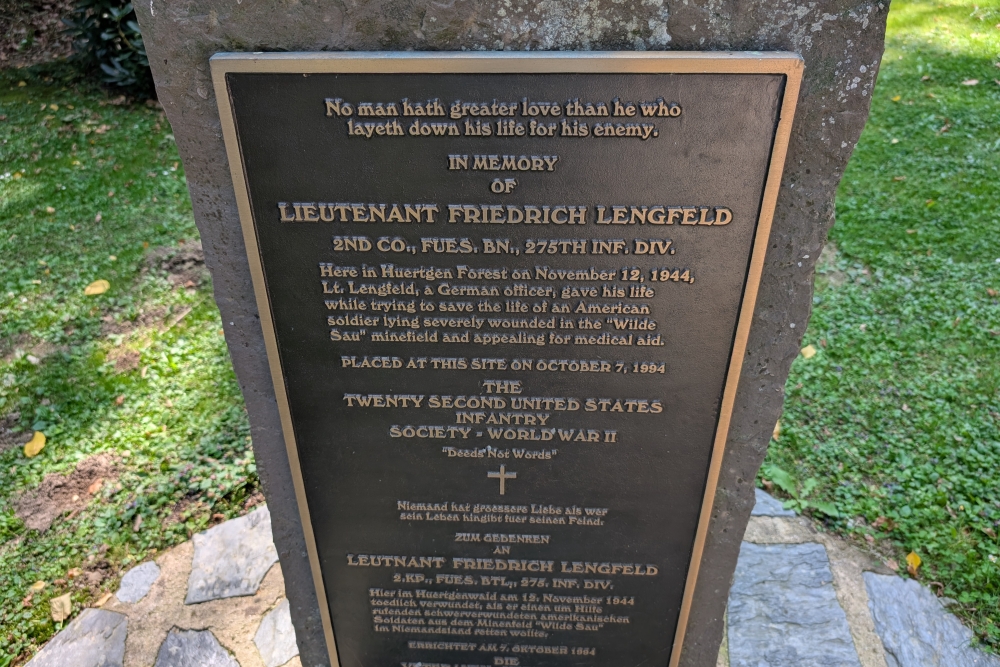 No man hath greater love than he who
layeth down his life for his enemy.
IN MEMORY
OF
LIEUTENANT FRIEDRICH LENGFELD
2ND CO., FUES. BN., 275TH INF. DIV.
Here in Huertgen Forest on November 12, 1944,
Lt. Lengfeld, a German officer, gave his life
while trying to save the life of an American
soldier lying severely wounded in the "Wilde
Sau" minefield and appealing for medical aid.
PLACED AT THIS SITE ON OCTOBER 7, 1994
THE
TWENTY SECOND UNITED STATES
INFANTRY
SOCIETY - WORLD WAR II
"Deeds Not Words"
Niemand hat groessere Liebe als wer
sein Leben hingibt fuer seinen Feind.
ZUM GEDENKEN
AN
LEUTNANT FRIEDRICH LENGFELD
2.KP., FUES. BTL., 275. INF. DIV.
Hier im Huertgenwald am 12. November 1944
toedlich verwundet, als er einen um Hilfe
rufenden schwerverwundeten amerikanischen
Soldaten aus dem Minenfeld "Wilde Sau"
im Niemandsland retten wollte.
ERRICHTET AM 7. OKTOBER 1994
DIE